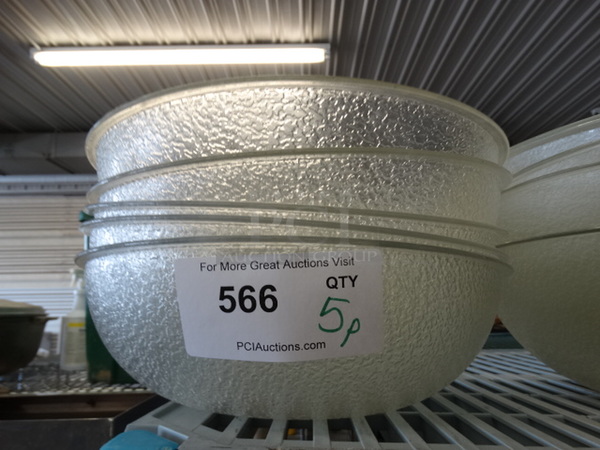 For More Great Auctions Visit
QTY
566
5p
PCIAuctions.com